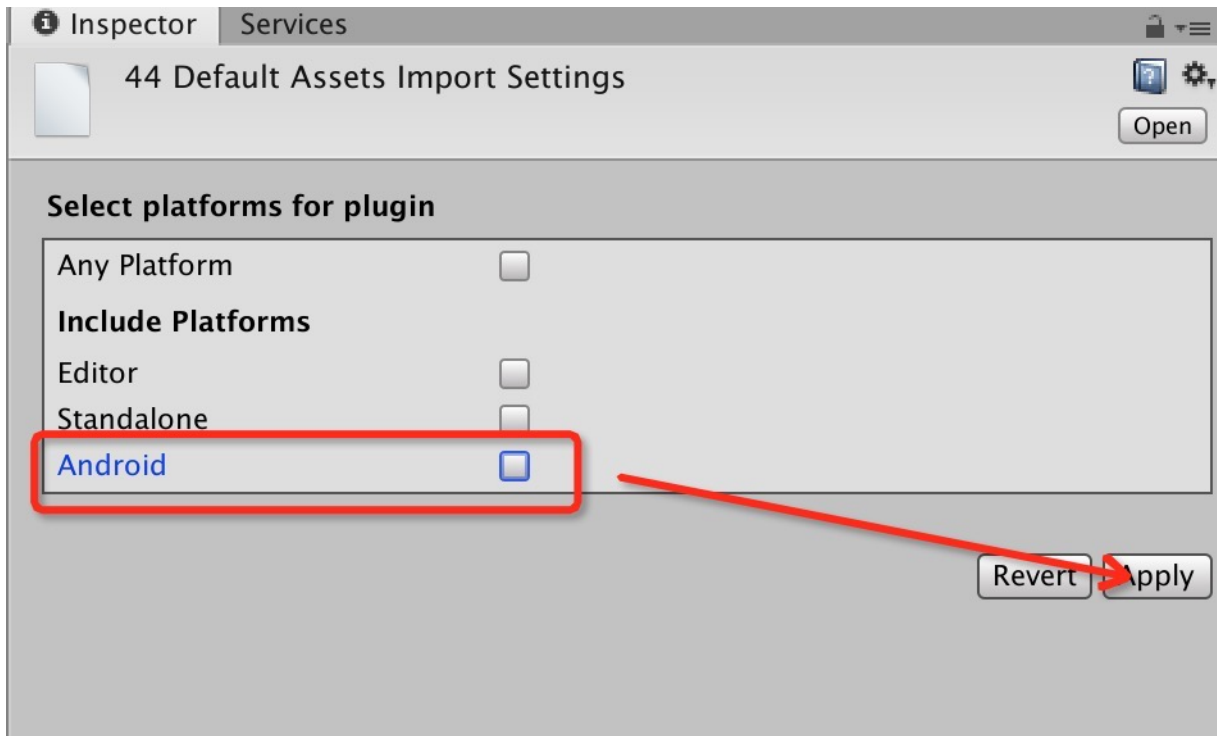 Inspector Services
44 Default Assets Import Settings
Open
Select platforms for plugin
Any Platform
Include Platforms
Editor
Standalone
Android
Revert Apply